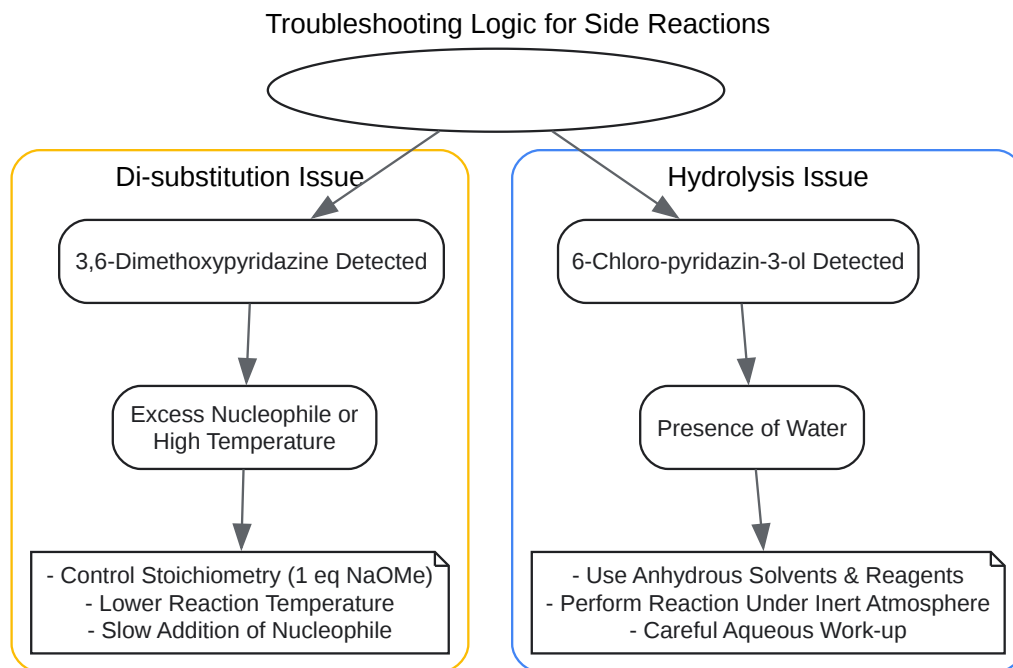 Troubleshooting Logic for Side Reactions
Di-substitution Issue
3,6-Dimethoxypyridazine Detected
Excess Nucleophile or
High Temperature
- Control Stoichiometry (1 eq NaOMe)
- Lower Reaction Temperature
- Slow Addition of Nucleophile
Hydrolysis Issue
6-Chloro-pyridazin-3-ol Detected
Presence of Water
- Use Anhydrous Solvents & Reagents
- Perform Reaction Under Inert Atmosphere
- Careful Aqueous Work-up